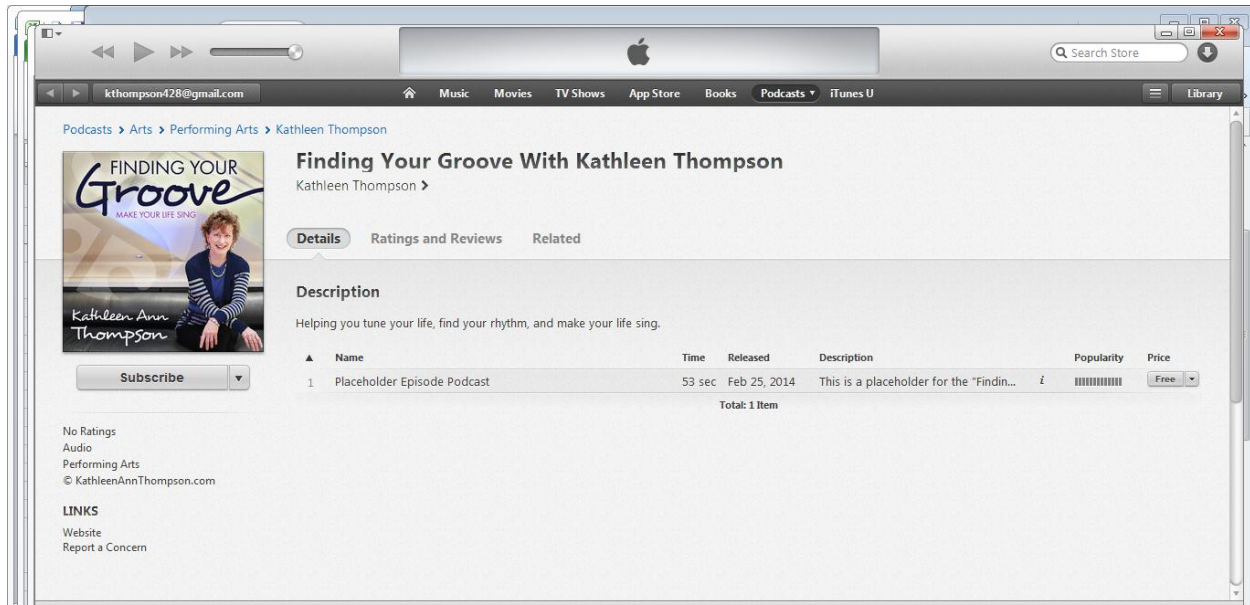 Search Store
kthompson428@gmail.com Music Movies TV Shows App Store Books Podcasts iTunes U Library
Podcasts > Arts > Performing Arts > Kathleen Thompson
FINDING YOUR
Groove
MAKE YOUR LIFE SING
Kathleen Ann
Thompson
Finding Your Groove With Kathleen Thompson
Kathleen Thompson >
Details Ratings and Reviews Related
Description
Helping you tune your life, find your rhythm, and make your life sing.
Name Time Released Description Popularity Price
1 Placeholder Episode Podcast 53 sec Feb 25, 2014 This is a placeholder for the "Findin... i Free
Total: 1 Item
Subscribe
No Ratings
Audio
Performing Arts
© KathleenAnnThompson.com
LINKS
Website
Report a Concern